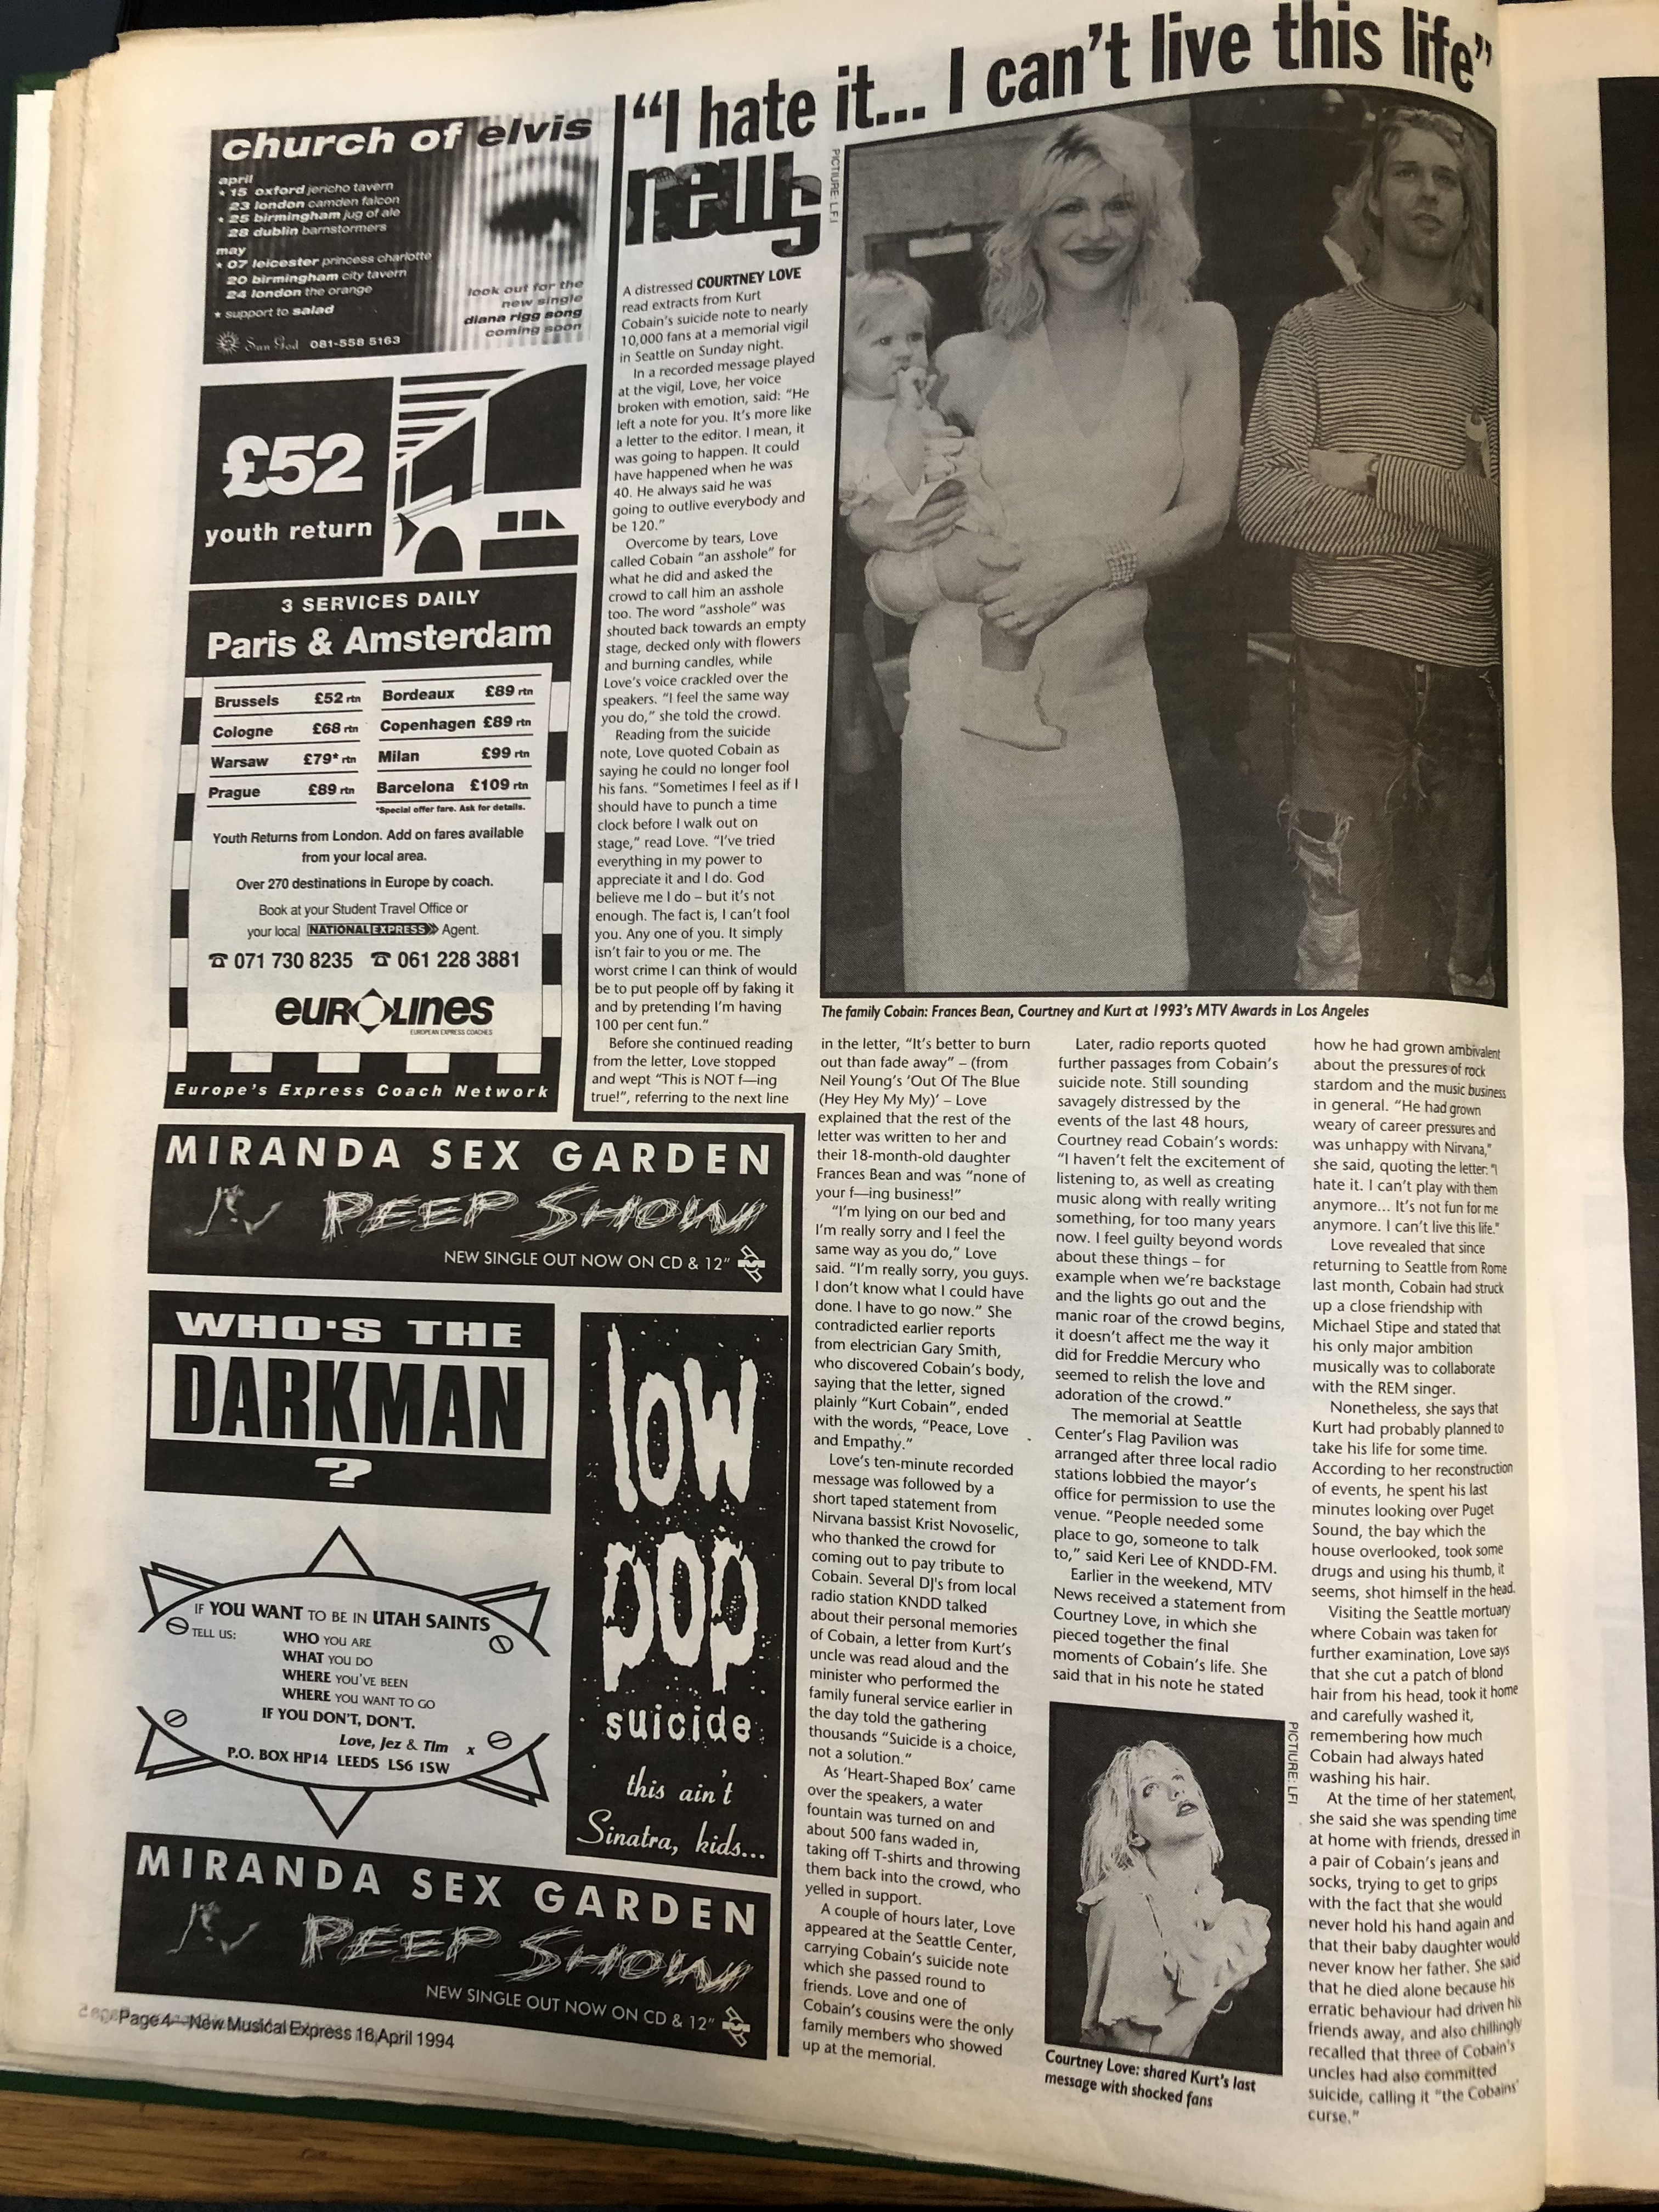 "I hate it... I can't live this life"
church of elvis
april
* 15 oxford jericho tavern
23 london camden falcon
* 25 birmingham jug of ale
28 dublin barnstormers
may
* 07 leicester princess charlotte
20 birmingham city tavern
24 london the orange
* support to salad
look out for the
new single
diana rigg song
coming soon
Sun God 081-558 5163
£52
youth return
3 SERVICES DAILY
Paris & Amsterdam
Brussels £52 rtn
Cologne £68 rtn
Warsaw £79* rtn
Prague £89 rtn
Bordeaux £89 rtn
Copenhagen £89 rtn
Milan £99 rtn
Barcelona £109 rtn
*Special offer fare. Ask for details.
Youth Returns from London. Add on fares available
from your local area.
Over 270 destinations in Europe by coach.
Book at your Student Travel Office or
your local NATIONAL EXPRESS Agent.
☎ 071 730 8235 ☎ 061 228 3881
EUROLINES
EUROPEAN EXPRESS COACHES
Europe's Express Coach Network
MIRANDA SEX GARDEN
PEEP SHOW
NEW SINGLE OUT NOW ON CD & 12"
WHO'S THE
DARKMAN
?
IF YOU WANT TO BE IN UTAH SAINTS
TELL US:
WHO YOU ARE
WHAT YOU DO
WHERE YOU'VE BEEN
WHERE YOU WANT TO GO
IF YOU DON'T, DON'T.
Love, Jez & Tim x
P.O. BOX HP14 LEEDS LS6 1SW
low
pop
suicide
this ain't
Sinatra, kids...
MIRANDA SEX GARDEN
PEEP SHOW
NEW SINGLE OUT NOW ON CD & 12"
Page 4—New Musical Express 16 April 1994
news
PICTIURE: LFI
A distressed COURTNEY LOVE
read extracts from Kurt
Cobain's suicide note to nearly
10,000 fans at a memorial vigil
in Seattle on Sunday night.
In a recorded message played
at the vigil, Love, her voice
broken with emotion, said: "He
left a note for you. It's more like
a letter to the editor. I mean, it
was going to happen. It could
have happened when he was
40. He always said he was
going to outlive everybody and
be 120."
Overcome by tears, Love
called Cobain "an asshole" for
what he did and asked the
crowd to call him an asshole
too. The word "asshole" was
shouted back towards an empty
stage, decked only with flowers
and burning candles, while
Love's voice crackled over the
speakers. "I feel the same way
you do," she told the crowd.
Reading from the suicide
note, Love quoted Cobain as
saying he could no longer fool
his fans. "Sometimes I feel as if I
should have to punch a time
clock before I walk out on
stage," read Love. "I've tried
everything in my power to
appreciate it and I do. God
believe me I do – but it's not
enough. The fact is, I can't fool
you. Any one of you. It simply
isn't fair to you or me. The
worst crime I can think of would
be to put people off by faking it
and by pretending I'm having
100 per cent fun."
Before she continued reading
from the letter, Love stopped
and wept "This is NOT f—ing
true!", referring to the next line
The family Cobain: Frances Bean, Courtney and Kurt at 1993's MTV Awards in Los Angeles
in the letter, "It's better to burn
out than fade away" – (from
Neil Young's 'Out Of The Blue
(Hey Hey My My)' – Love
explained that the rest of the
letter was written to her and
their 18-month-old daughter
Frances Bean and was "none of
your f—ing business!"
"I'm lying on our bed and
I'm really sorry and I feel the
same way as you do," Love
said. "I'm really sorry, you guys.
I don't know what I could have
done. I have to go now." She
contradicted earlier reports
from electrician Gary Smith,
who discovered Cobain's body,
saying that the letter, signed
plainly "Kurt Cobain", ended
with the words, "Peace, Love
and Empathy."
Love's ten-minute recorded
message was followed by a
short taped statement from
Nirvana bassist Krist Novoselic,
who thanked the crowd for
coming out to pay tribute to
Cobain. Several DJ's from local
radio station KNDD talked
about their personal memories
of Cobain, a letter from Kurt's
uncle was read aloud and the
minister who performed the
family funeral service earlier in
the day told the gathering
thousands "Suicide is a choice,
not a solution."
As 'Heart-Shaped Box' came
over the speakers, a water
fountain was turned on and
about 500 fans waded in,
taking off T-shirts and throwing
them back into the crowd, who
yelled in support.
A couple of hours later, Love
appeared at the Seattle Center,
carrying Cobain's suicide note
which she passed round to
friends. Love and one of
Cobain's cousins were the only
family members who showed
up at the memorial.
Later, radio reports quoted
further passages from Cobain's
suicide note. Still sounding
savagely distressed by the
events of the last 48 hours,
Courtney read Cobain's words:
"I haven't felt the excitement of
listening to, as well as creating
music along with really writing
something, for too many years
now. I feel guilty beyond words
about these things – for
example when we're backstage
and the lights go out and the
manic roar of the crowd begins,
it doesn't affect me the way it
did for Freddie Mercury who
seemed to relish the love and
adoration of the crowd."
The memorial at Seattle
Center's Flag Pavilion was
arranged after three local radio
stations lobbied the mayor's
office for permission to use the
venue. "People needed some
place to go, someone to talk
to," said Keri Lee of KNDD-FM.
Earlier in the weekend, MTV
News received a statement from
Courtney Love, in which she
pieced together the final
moments of Cobain's life. She
said that in his note he stated
PICTIURE: LFI
Courtney Love: shared Kurt's last
message with shocked fans
how he had grown ambivalent
about the pressures of rock
stardom and the music business
in general. "He had grown
weary of career pressures and
was unhappy with Nirvana,"
she said, quoting the letter: "I
hate it. I can't play with them
anymore... It's not fun for me
anymore. I can't live this life."
Love revealed that since
returning to Seattle from Rome
last month, Cobain had struck
up a close friendship with
Michael Stipe and stated that
his only major ambition
musically was to collaborate
with the REM singer.
Nonetheless, she says that
Kurt had probably planned to
take his life for some time.
According to her reconstruction
of events, he spent his last
minutes looking over Puget
Sound, the bay which the
house overlooked, took some
drugs and using his thumb, it
seems, shot himself in the head.
Visiting the Seattle mortuary
where Cobain was taken for
further examination, Love says
that she cut a patch of blond
hair from his head, took it home
and carefully washed it,
remembering how much
Cobain had always hated
washing his hair.
At the time of her statement,
she said she was spending time
at home with friends, dressed in
a pair of Cobain's jeans and
socks, trying to get to grips
with the fact that she would
never hold his hand again and
that their baby daughter would
never know her father. She said
that he died alone because his
erratic behaviour had driven his
friends away, and also chillingly
recalled that three of Cobain's
uncles had also committed
suicide, calling it "the Cobains'
curse."